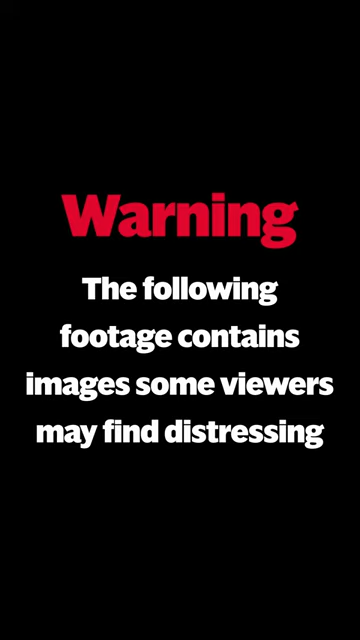 Warning
The following
footage contains
images some viewers
may find distressing